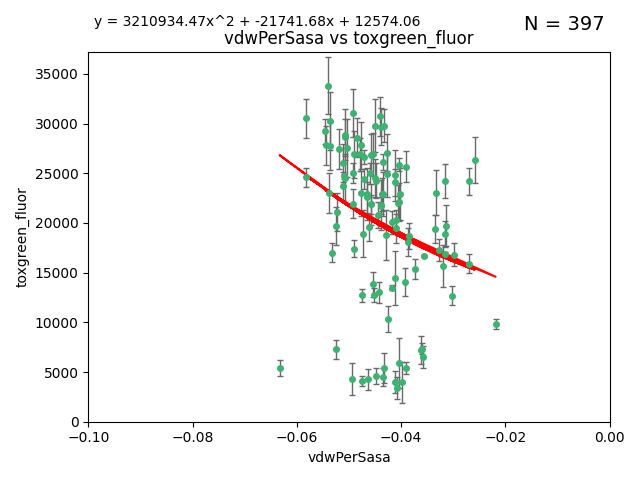 y = 3210934.47x^2 + -21741.68x + 12574.06
N = 397
vdwPerSasa vs toxgreen_fluor
35000
30000
25000
20000
15000
10000
5000
0
toxgreen_fluor
−0.10 −0.08 −0.06 −0.04 −0.02 0.00
vdwPerSasa